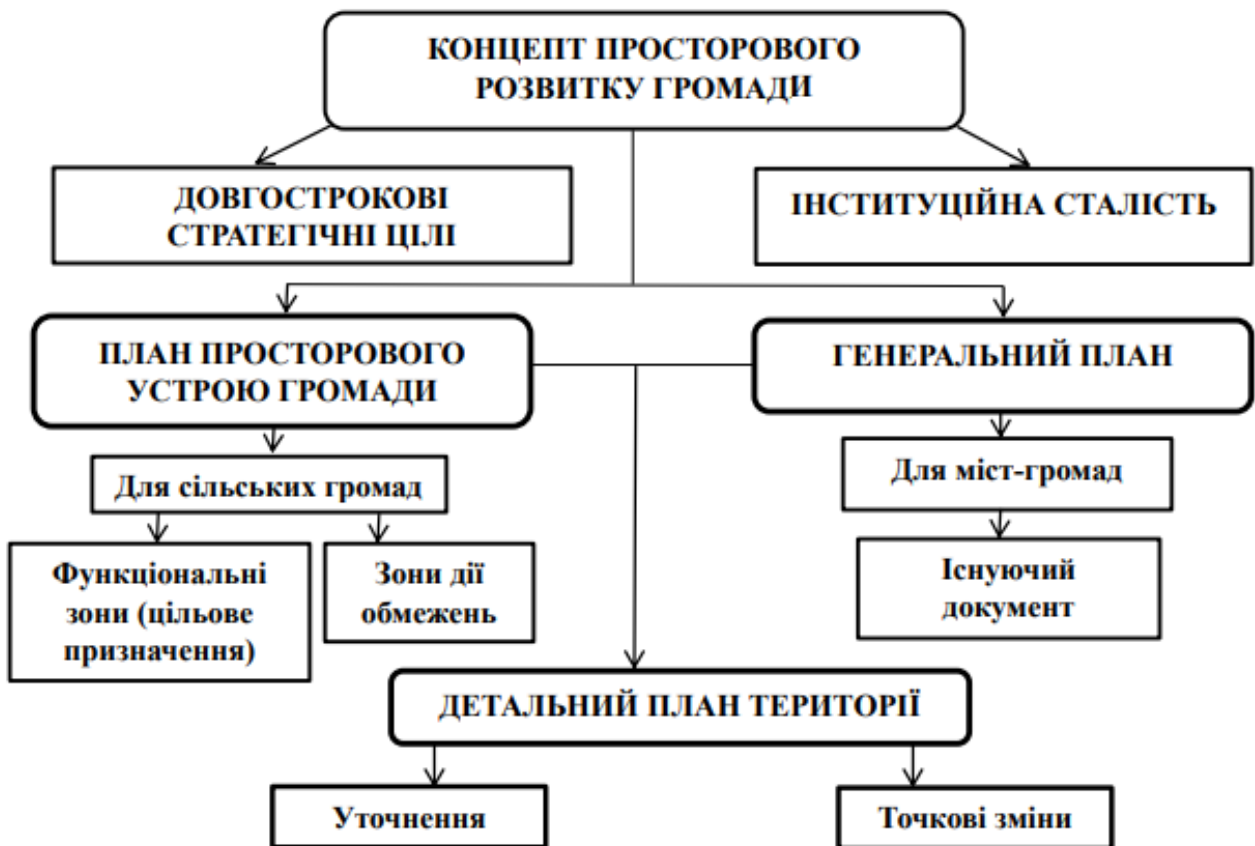 КОНЦЕПТ ПРОСТОРОВОГО
РОЗВИТКУ ГРОМАДИ
ДОВГОСТРОКОВІ
СТРАТЕГІЧНІ ЦІЛІ
ІНСТИТУЦІЙНА СТАЛІСТЬ
ПЛАН ПРОСТОРОВОГО
УСТРОЮ ГРОМАДИ
ГЕНЕРАЛЬНИЙ ПЛАН
Для сільських громад
Для міст-громад
Функціональні
зони (цільове
призначення)
Зони дії
обмежень
Існуючий
документ
ДЕТАЛЬНИЙ ПЛАН ТЕРИТОРІЇ
Уточнення
Точкові зміни